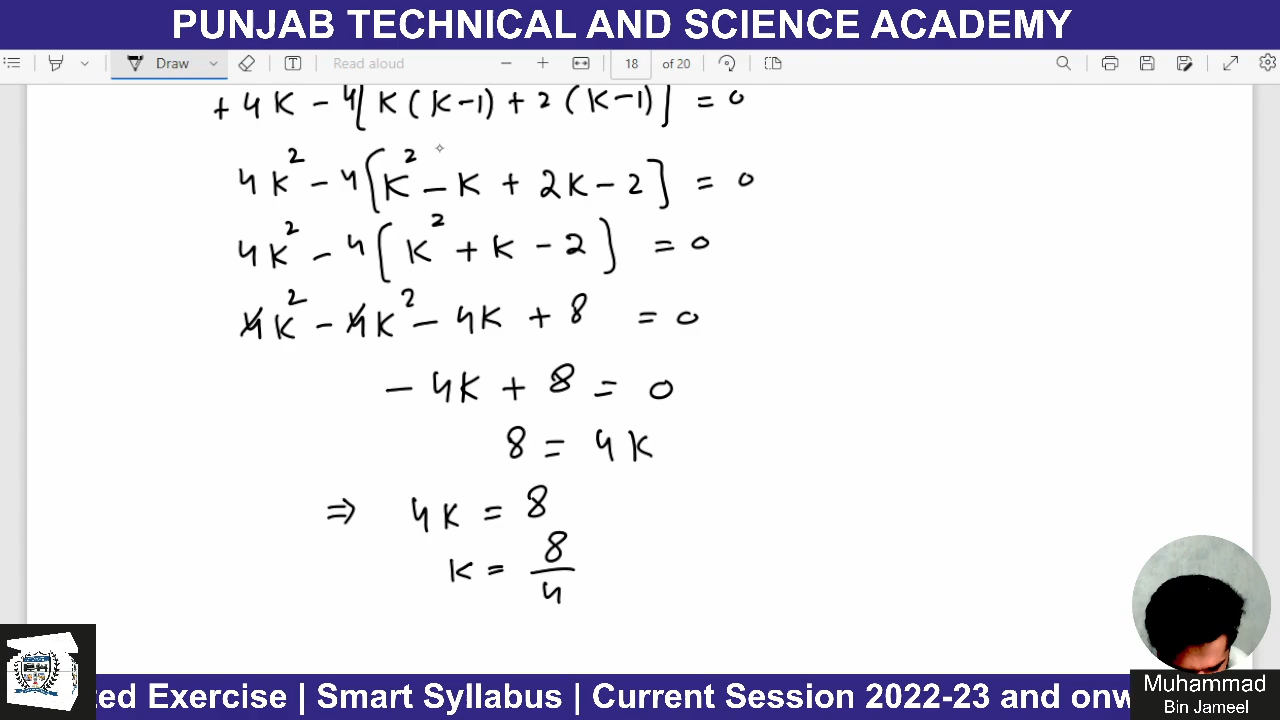 PUNJAB TECHNICAL AND SCIENCE ACADEMY
Draw Read aloud 18 of 20
+ 4K - 4[K(K-1) + 2(K-1)] = 0
4K² - 4[K² - K + 2K - 2] = 0
4K² - 4[K² + K - 2] = 0
4K² - 4K² - 4K + 8 = 0
- 4K + 8 = 0
8 = 4K
⇒ 4K = 8
K = 8/4
ted Exercise | Smart Syllabus | Current Session 2022-23 and onw
Muhammad
Bin Jameel